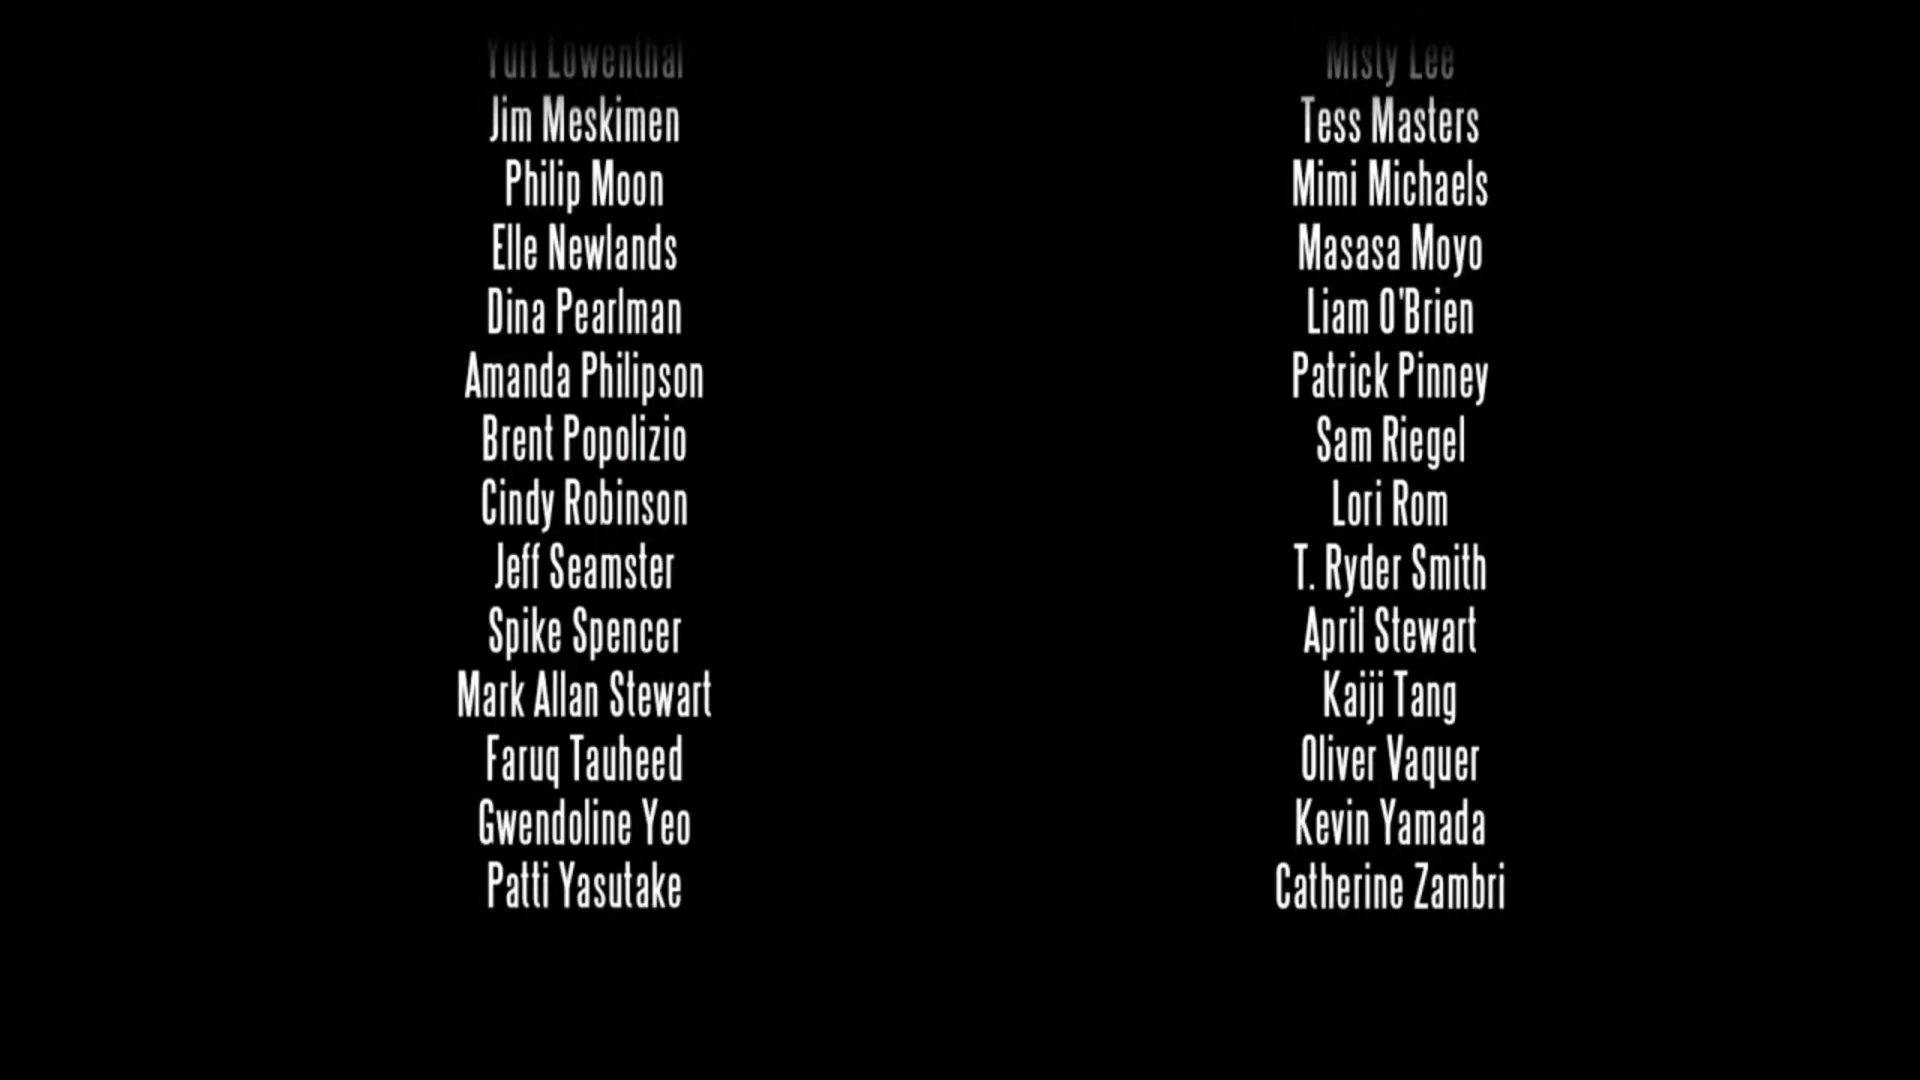 Yuri Lowenthal Misty Lee
Jim Meskimen Tess Masters
Philip Moon Mimi Michaels
Elle Newlands Masasa Moyo
Dina Pearlman Liam O'Brien
Amanda Philipson Patrick Pinney
Brent Popolizio Sam Riegel
Cindy Robinson Lori Rom
Jeff Seamster T. Ryder Smith
Spike Spencer April Stewart
Mark Allan Stewart Kaiji Tang
Faruq Tauheed Oliver Vaquer
Gwendoline Yeo Kevin Yamada
Patti Yasutake Catherine Zambri